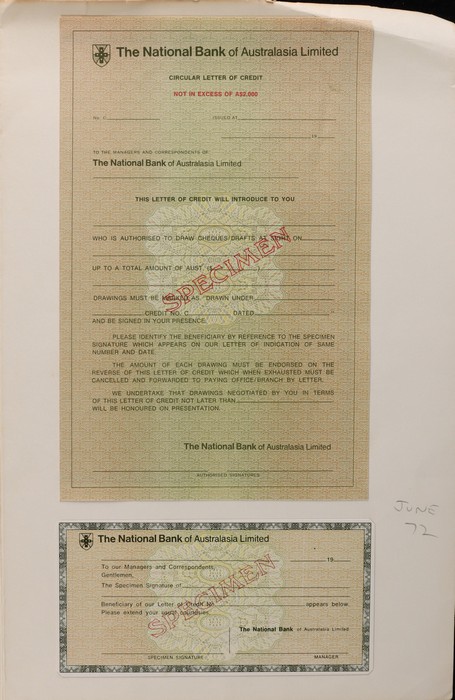 The National Bank of Australasia Limited
CIRCULAR LETTER OF CREDIT
NOT IN EXCESS OF A$2,000
No. C ISSUED AT
19
TO THE MANAGERS AND CORRESPONDENTS OF
The National Bank of Australasia Limited
THIS LETTER OF CREDIT WILL INTRODUCE TO YOU
WHO IS AUTHORISED TO DRAW CHEQUES/DRAFTS AT SIGHT ON
UP TO A TOTAL AMOUNT OF AUST. ($ )
SPECIMEN
DRAWINGS MUST BE MARKED AS "DRAWN UNDER
CREDIT NO. C DATED
AND BE SIGNED IN YOUR PRESENCE.
PLEASE IDENTIFY THE BENEFICIARY BY REFERENCE TO THE SPECIMEN
SIGNATURE WHICH APPEARS ON OUR LETTER OF INDICATION OF SAME
NUMBER AND DATE.
THE AMOUNT OF EACH DRAWING MUST BE ENDORSED ON THE
REVERSE OF THIS LETTER OF CREDIT WHICH WHEN EXHAUSTED MUST BE
CANCELLED AND FORWARDED TO PAYING OFFICE/BRANCH BY LETTER.
WE UNDERTAKE THAT DRAWINGS NEGOTIATED BY YOU IN TERMS
OF THIS LETTER OF CREDIT NOT LATER THAN
WILL BE HONOURED ON PRESENTATION.
The National Bank of Australasia Limited
AUTHORISED SIGNATURES
JUNE
72
The National Bank of Australasia Limited
19
To our Managers and Correspondents,
Gentlemen,
The Specimen Signature of
Beneficiary of our Letter of Credit No. appears below.
Please extend your usual courtesies.
SPECIMEN
The National Bank of Australasia Limited
SPECIMEN SIGNATURE MANAGER